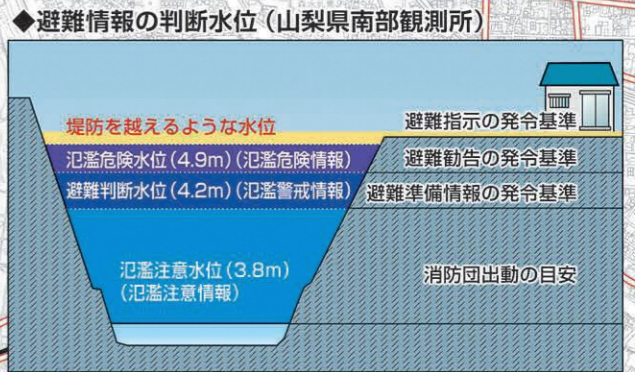 ◆避難情報の判断水位(山梨県南部観測所)
堤防を越えるような水位
避難指示の発令基準
氾濫危険水位(4.9m)(氾濫危険情報)
避難勧告の発令基準
避難判断水位(4.2m)(氾濫警戒情報)
避難準備情報の発令基準
氾濫注意水位(3.8m)
(氾濫注意情報)
消防団出動の目安